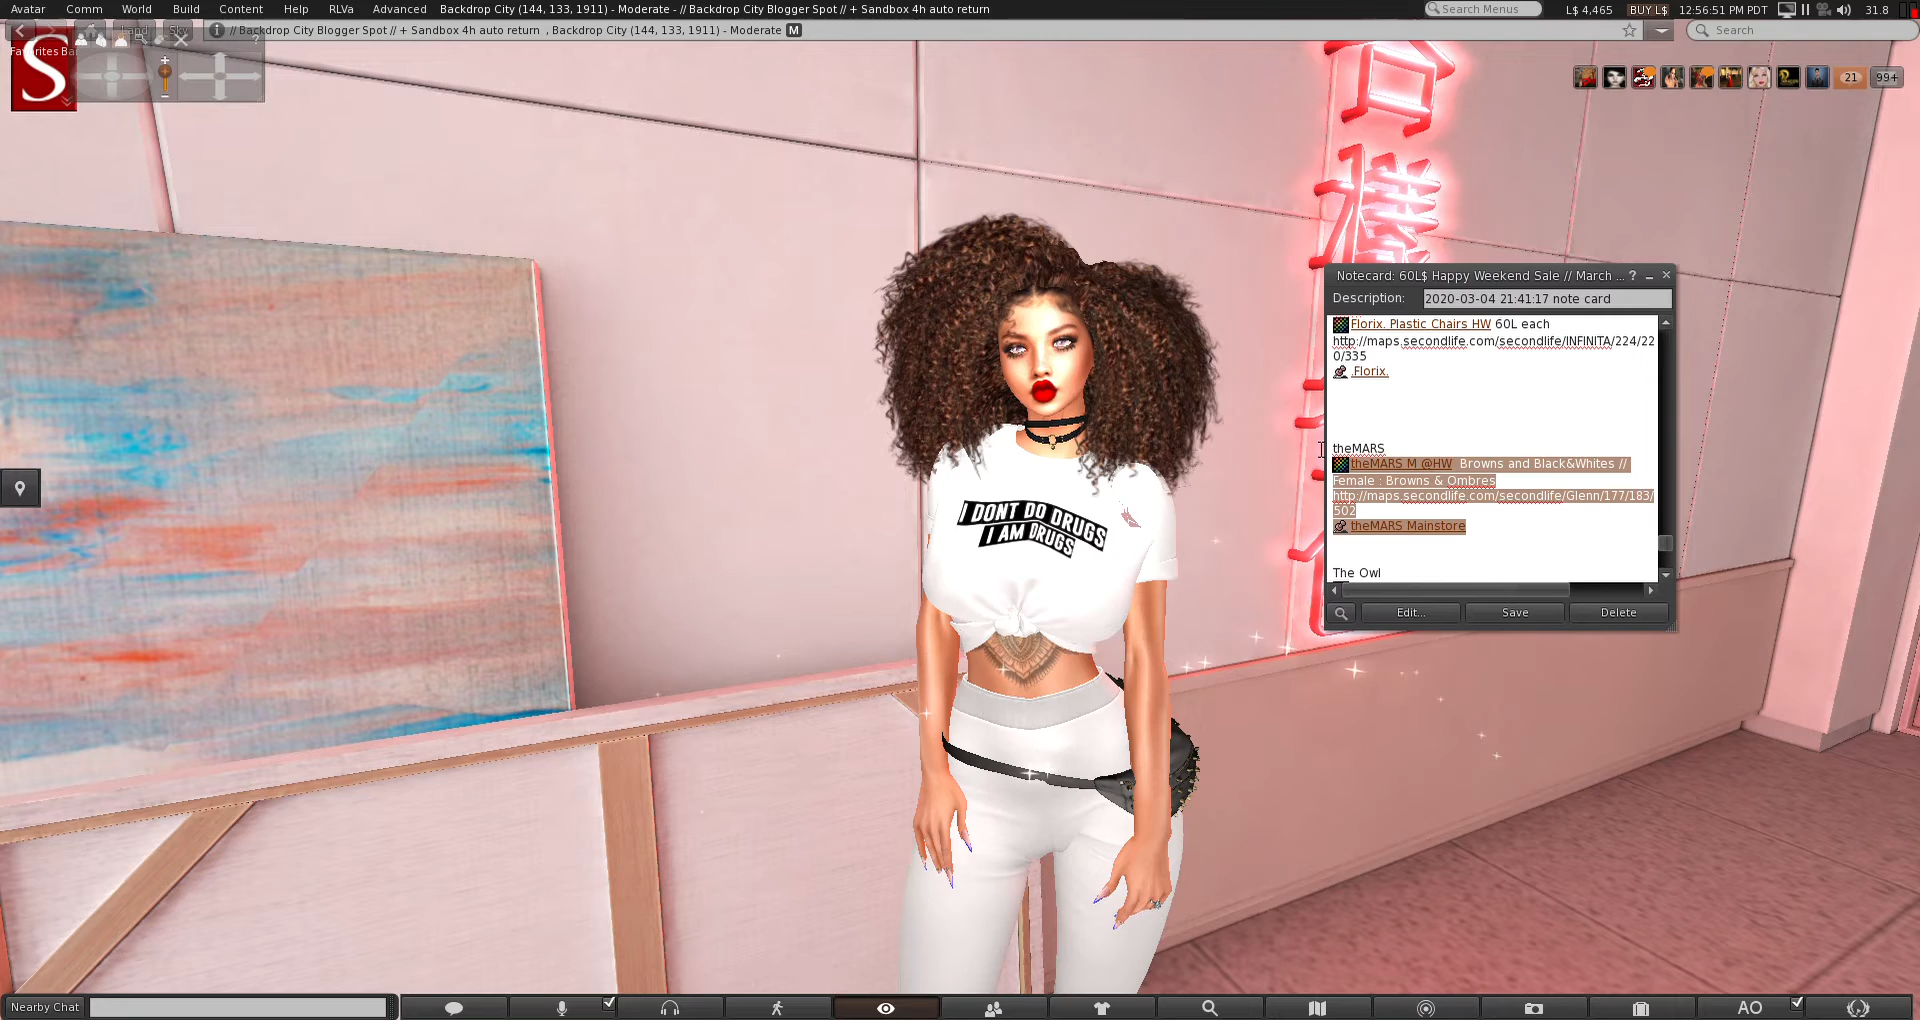 Avatar Comm World Build Content Help RLVa Advanced Backdrop City (144, 133, 1911) - Moderate - // Backdrop City Blogger Spot // + Sandbox 4h auto return Search Menus L$ 4,465 BUY L$ 12:56:51 PM PDT 31.8
Land Sky // Backdrop City Blogger Spot // + Sandbox 4h auto return , Backdrop City (144, 133, 1911) - Moderate M Search
Favorites Ba
S
21 99+
Notecard: 60L$ Happy Weekend Sale // March ... ?
Description: 2020-03-04 21:41:17 note card
Florix. Plastic Chairs HW 60L each
http://maps.secondlife.com/secondlife/INFINITA/224/22
0/335
.Florix.
theMARS
theMARS M @HW Browns and Black&Whites //
Female : Browns & Ombres
http://maps.secondlife.com/secondlife/Glenn/177/183/
502
theMARS Mainstore
The Owl
Edit... Save Delete
I DONT DO DRUGS
I AM DRUGS
Nearby Chat AO